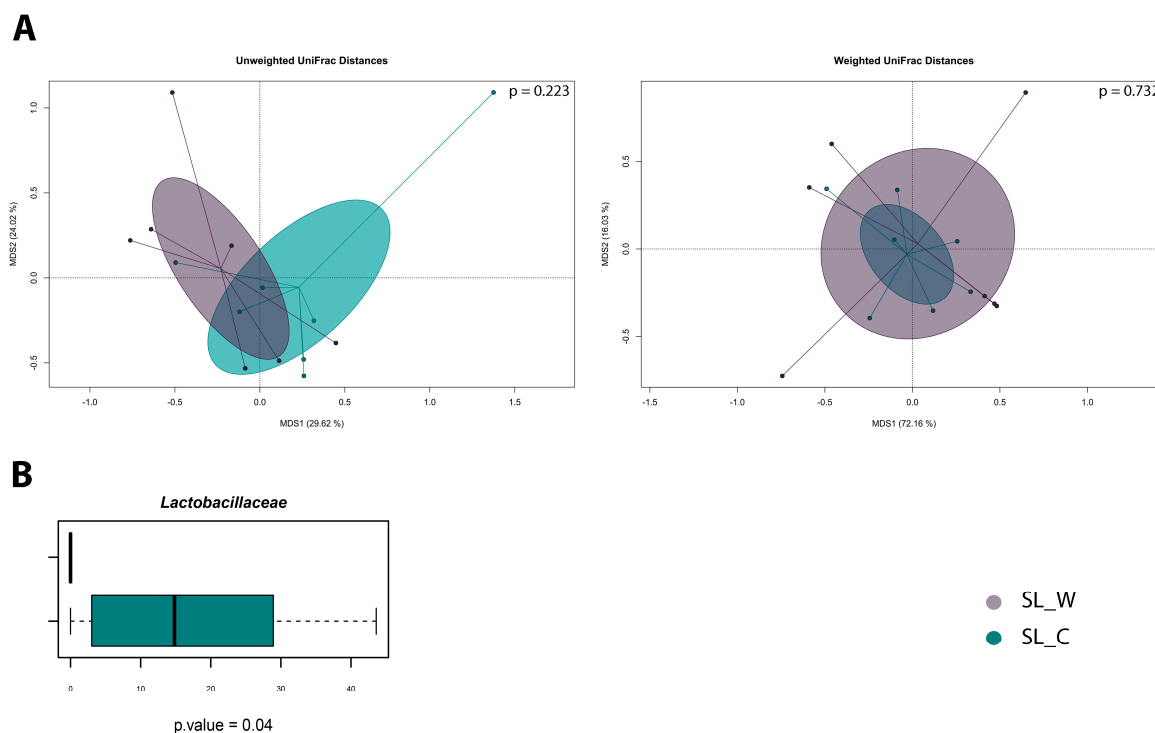 A
Unweighted UniFrac Distances
p = 0.223
MDS2 (24.02 %)
1.0
0.5
0.0
-0.5
-1.0 -0.5 0.0 0.5 1.0 1.5
MDS1 (29.62 %)
Weighted UniFrac Distances
p = 0.732
MDS2 (16.03 %)
0.5
0.0
-0.5
-1.5 -1.0 -0.5 0.0 0.5 1.0
MDS1 (72.16 %)
B
Lactobacillaceae
0 10 20 30 40
p.value = 0.04
SL_W
SL_C